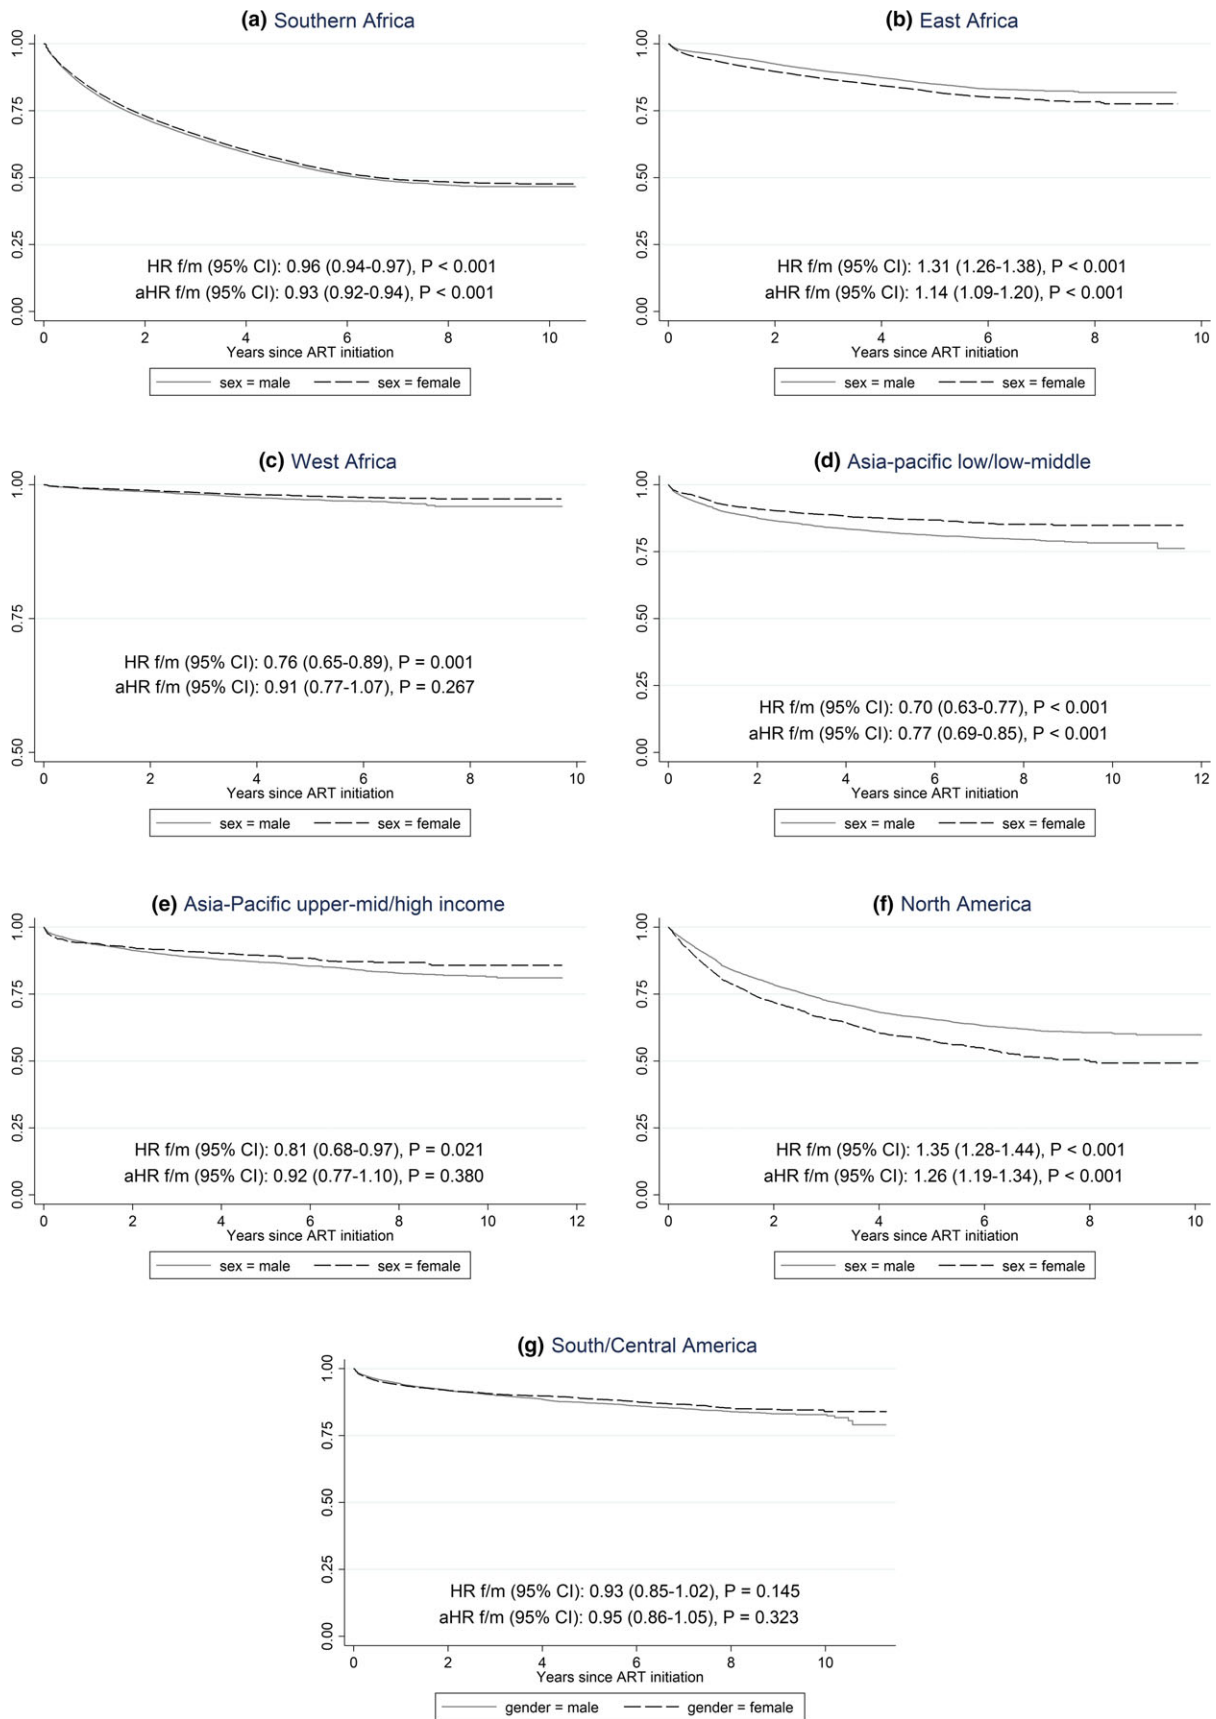 (a) Southern Africa
1.00
0.75
0.50
0.25
0.00
HR f/m (95% CI): 0.96 (0.94-0.97), P < 0.001
aHR f/m (95% CI): 0.93 (0.92-0.94), P < 0.001
0 2 4 6 8 10
Years since ART initiation
sex = male sex = female
(b) East Africa
1.00
0.75
0.50
0.25
0.00
HR f/m (95% CI): 1.31 (1.26-1.38), P < 0.001
aHR f/m (95% CI): 1.14 (1.09-1.20), P < 0.001
0 2 4 6 8 10
Years since ART initiation
sex = male sex = female
(c) West Africa
1.00
0.75
0.50
HR f/m (95% CI): 0.76 (0.65-0.89), P = 0.001
aHR f/m (95% CI): 0.91 (0.77-1.07), P = 0.267
0 2 4 6 8 10
Years since ART initiation
sex = male sex = female
(d) Asia-pacific low/low-middle
1.00
0.75
0.50
0.25
0.00
HR f/m (95% CI): 0.70 (0.63-0.77), P < 0.001
aHR f/m (95% CI): 0.77 (0.69-0.85), P < 0.001
0 2 4 6 8 10 12
Years since ART initiation
sex = male sex = female
(e) Asia-Pacific upper-mid/high income
1.00
0.75
0.50
0.25
0.00
HR f/m (95% CI): 0.81 (0.68-0.97), P = 0.021
aHR f/m (95% CI): 0.92 (0.77-1.10), P = 0.380
0 2 4 6 8 10 12
Years since ART initiation
sex = male sex = female
(f) North America
1.00
0.75
0.50
0.25
0.00
HR f/m (95% CI): 1.35 (1.28-1.44), P < 0.001
aHR f/m (95% CI): 1.26 (1.19-1.34), P < 0.001
0 2 4 6 8 10
Years since ART initiation
sex = male sex = female
(g) South/Central America
1.00
0.75
0.50
0.25
0.00
HR f/m (95% CI): 0.93 (0.85-1.02), P = 0.145
aHR f/m (95% CI): 0.95 (0.86-1.05), P = 0.323
0 2 4 6 8 10
Years since ART initiation
gender = male gender = female